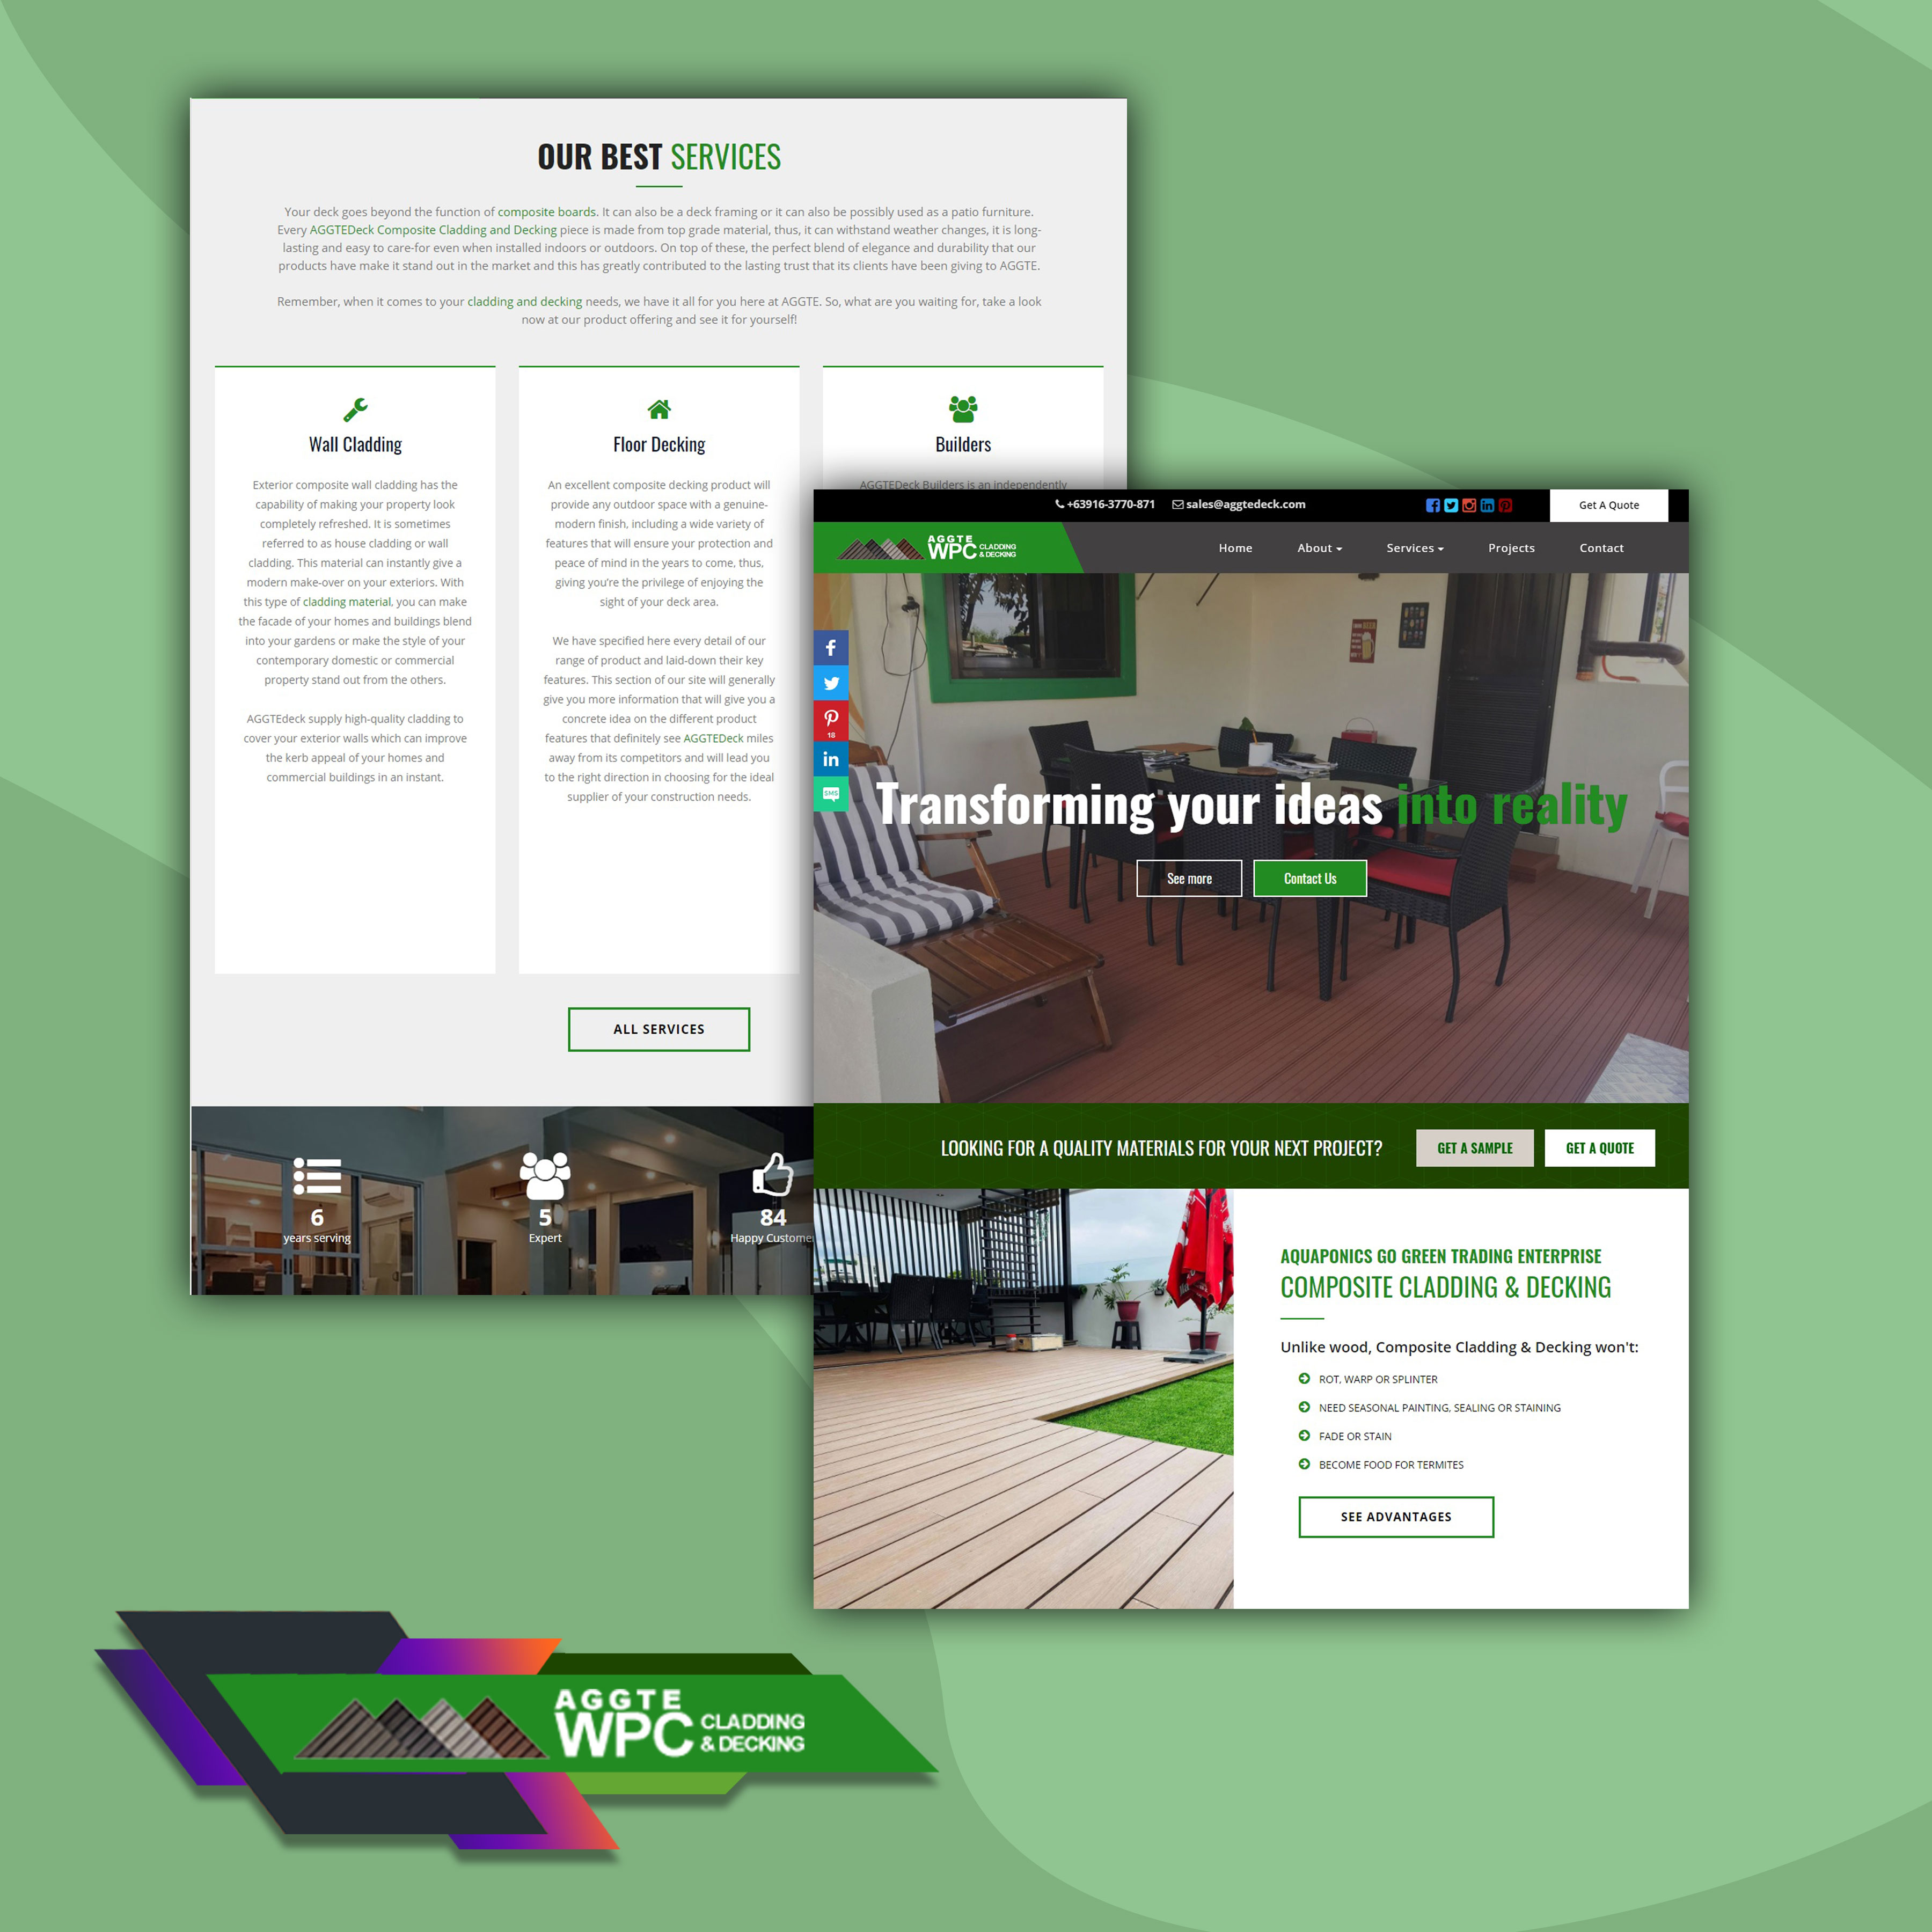 OUR BEST SERVICES
Your deck goes beyond the function of composite boards. It can also be a deck framing or it can also be possibly used as a patio furniture.
Every AGGTEDeck Composite Cladding and Decking piece is made from top grade material, thus, it can withstand weather changes, it is long-
lasting and easy to care-for even when installed indoors or outdoors. On top of these, the perfect blend of elegance and durability that our
products have make it stand out in the market and this has greatly contributed to the lasting trust that its clients have been giving to AGGTE.
Remember, when it comes to your cladding and decking needs, we have it all for you here at AGGTE. So, what are you waiting for, take a look
now at our product offering and see it for yourself!
Wall Cladding
Exterior composite wall cladding has the
capability of making your property look
completely refreshed. It is sometimes
referred to as house cladding or wall
cladding. This material can instantly give a
modern make-over on your exteriors. With
this type of cladding material, you can make
the facade of your homes and buildings blend
into your gardens or make the style of your
contemporary domestic or commercial
property stand out from the others.
AGGTEdeck supply high-quality cladding to
cover your exterior walls which can improve
the kerb appeal of your homes and
commercial buildings in an instant.
Floor Decking
An excellent composite decking product will
provide any outdoor space with a genuine-
modern finish, including a wide variety of
features that will ensure your protection and
peace of mind in the years to come, thus,
giving you're the privilege of enjoying the
sight of your deck area.
We have specified here every detail of our
range of product and laid-down their key
features. This section of our site will generally
give you more information that will give you a
concrete idea on the different product
features that definitely see AGGTEDeck miles
away from its competitors and will lead you
to the right direction in choosing for the ideal
supplier of your construction needs.
Builders
AGGTEDeck Builders is an independently
ALL SERVICES
6
years serving
5
Expert
84
Happy Custome
+63916-3770-871 sales@aggtedeck.com
Get A Quote
AGGTE
WPC CLADDING
& DECKING
Home About Services Projects Contact
18
SMS
Transforming your ideas into reality
See more Contact Us
LOOKING FOR A QUALITY MATERIALS FOR YOUR NEXT PROJECT? GET A SAMPLE GET A QUOTE
AQUAPONICS GO GREEN TRADING ENTERPRISE
COMPOSITE CLADDING & DECKING
Unlike wood, Composite Cladding & Decking won't:
ROT, WARP OR SPLINTER
NEED SEASONAL PAINTING, SEALING OR STAINING
FADE OR STAIN
BECOME FOOD FOR TERMITES
SEE ADVANTAGES
AGGTE
WPC CLADDING
& DECKING